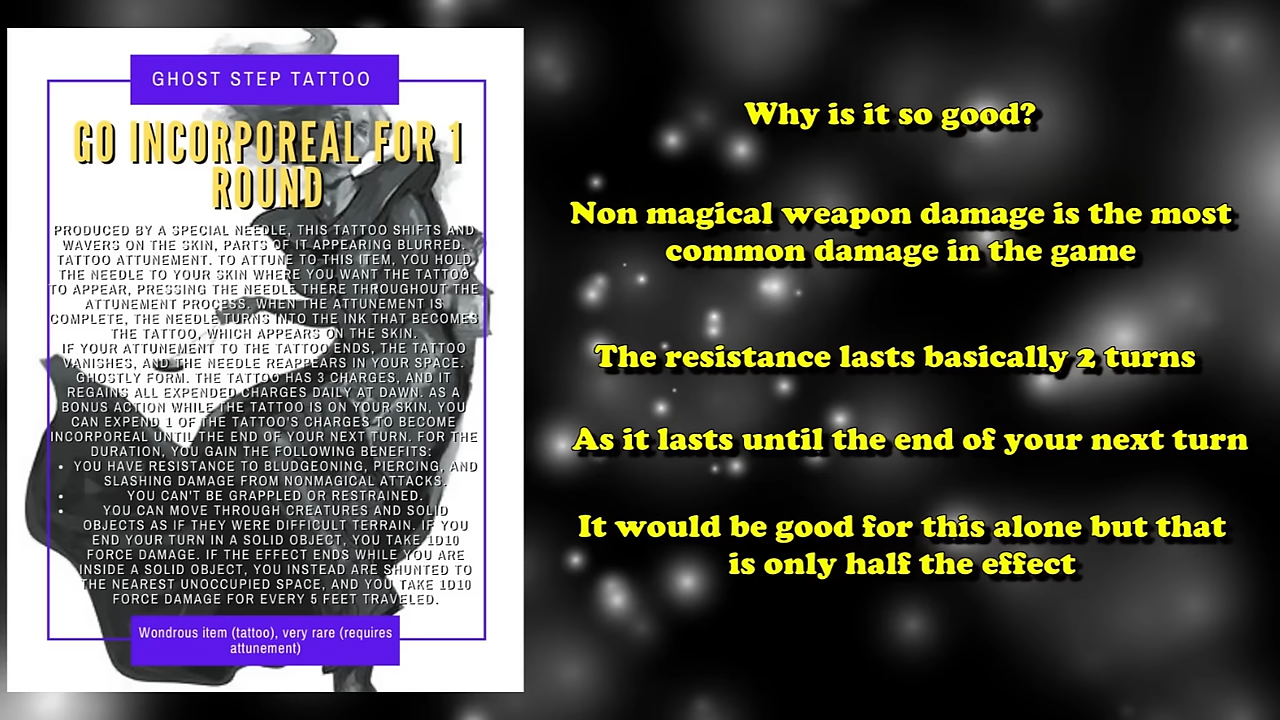 GHOST STEP TATTOO
GO INCORPOREAL FOR 1
ROUND
PRODUCED BY A SPECIAL NEEDLE, THIS TATTOO SHIFTS AND
WAVERS ON THE SKIN, PARTS OF IT APPEARING BLURRED.
TATTOO ATTUNEMENT. TO ATTUNE TO THIS ITEM, YOU HOLD
THE NEEDLE TO YOUR SKIN WHERE YOU WANT THE TATTOO
TO APPEAR, PRESSING THE NEEDLE THERE THROUGHOUT THE
ATTUNEMENT PROCESS. WHEN THE ATTUNEMENT IS
COMPLETE, THE NEEDLE TURNS INTO THE INK THAT BECOMES
THE TATTOO, WHICH APPEARS ON THE SKIN.
IF YOUR ATTUNEMENT TO THE TATTOO ENDS, THE TATTOO
VANISHES, AND THE NEEDLE REAPPEARS IN YOUR SPACE.
GHOSTLY FORM. THE TATTOO HAS 3 CHARGES, AND IT
REGAINS ALL EXPENDED CHARGES DAILY AT DAWN. AS A
BONUS ACTION WHILE THE TATTOO IS ON YOUR SKIN, YOU
CAN EXPEND 1 OF THE TATTOO'S CHARGES TO BECOME
INCORPOREAL UNTIL THE END OF YOUR NEXT TURN. FOR THE
DURATION, YOU GAIN THE FOLLOWING BENEFITS:
• YOU HAVE RESISTANCE TO BLUDGEONING, PIERCING, AND
SLASHING DAMAGE FROM NONMAGICAL ATTACKS.
• YOU CAN'T BE GRAPPLED OR RESTRAINED.
• YOU CAN MOVE THROUGH CREATURES AND SOLID
OBJECTS AS IF THEY WERE DIFFICULT TERRAIN. IF YOU
END YOUR TURN IN A SOLID OBJECT, YOU TAKE 1D10
FORCE DAMAGE. IF THE EFFECT ENDS WHILE YOU ARE
INSIDE A SOLID OBJECT, YOU INSTEAD ARE SHUNTED TO
THE NEAREST UNOCCUPIED SPACE, AND YOU TAKE 1D10
FORCE DAMAGE FOR EVERY 5 FEET TRAVELED.
Wondrous item (tattoo), very rare (requires
attunement)
Why is it so good?
Non magical weapon damage is the most
common damage in the game
The resistance lasts basically 2 turns
As it lasts until the end of your next turn
It would be good for this alone but that
is only half the effect